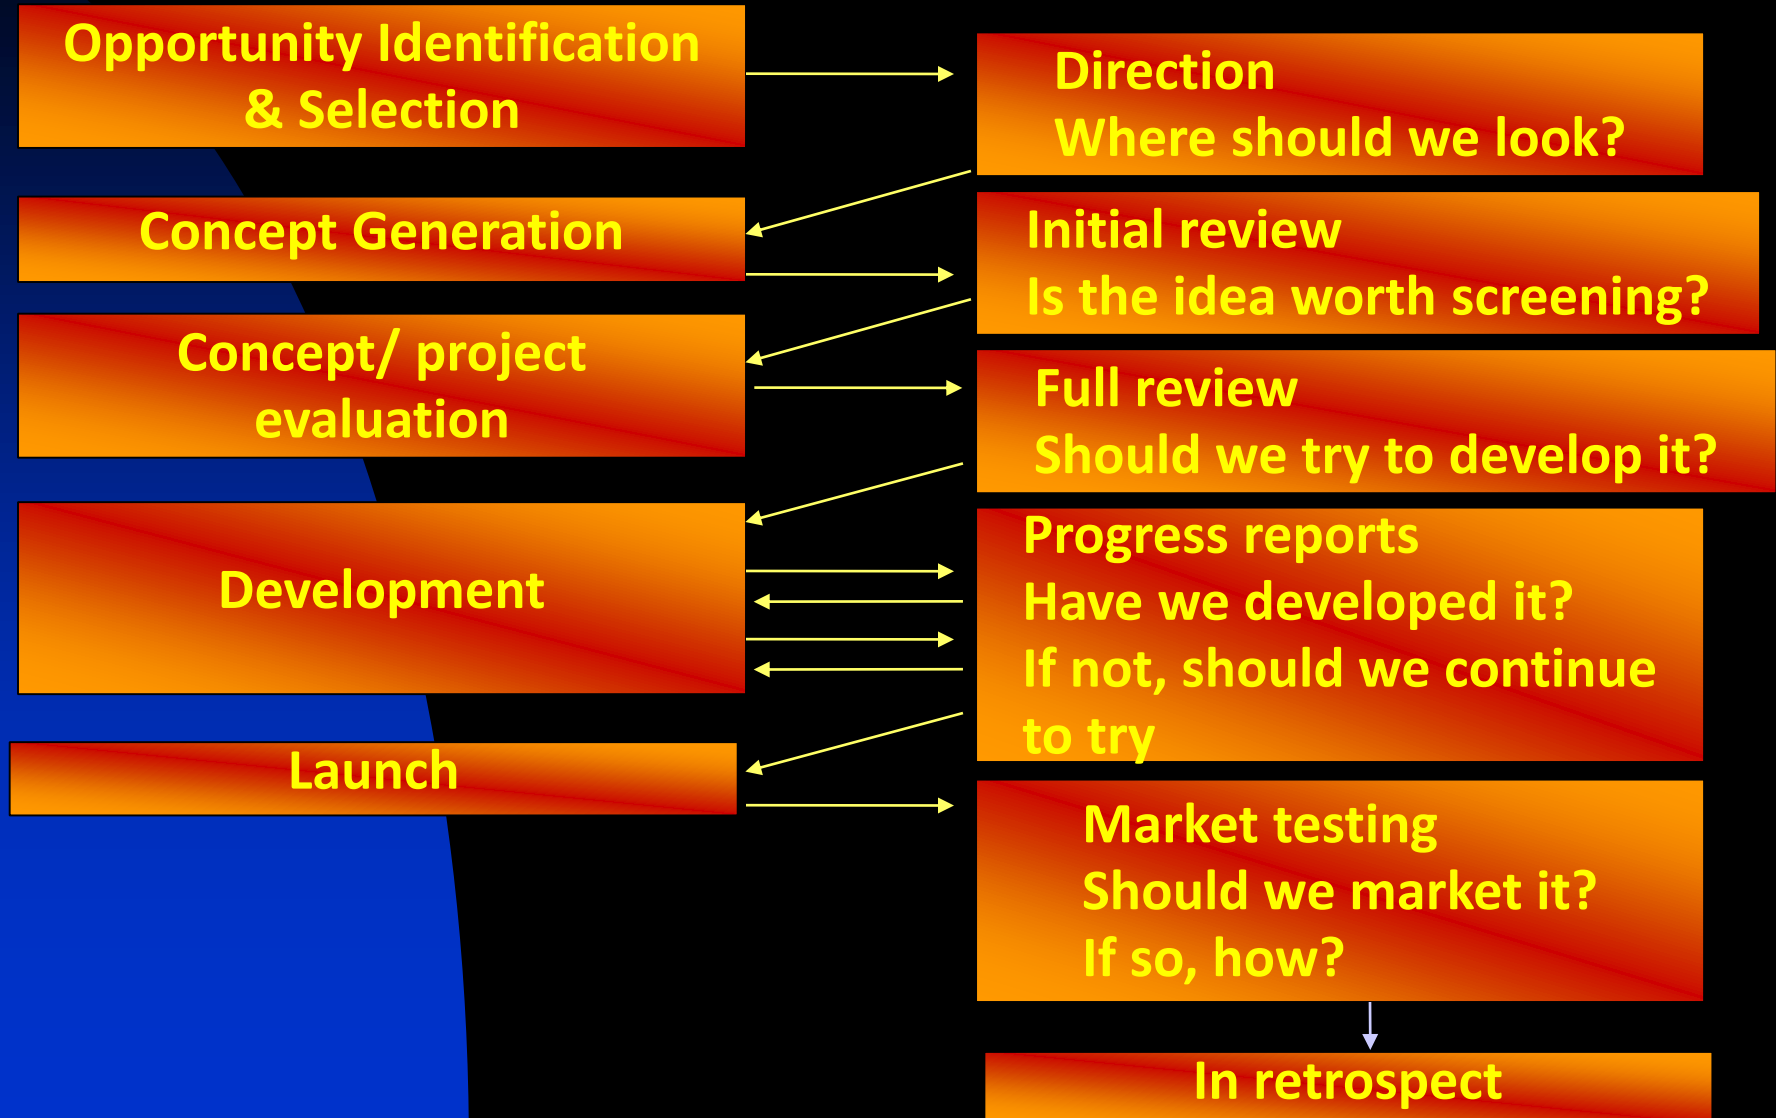 Opportunity Identification
& Selection
Direction
Where should we look?
Concept Generation
Initial review
Is the idea worth screening?
Concept/ project
evaluation
Full review
Should we try to develop it?
Development
Progress reports
Have we developed it?
If not, should we continue
to try
Launch
Market testing
Should we market it?
If so, how?
In retrospect